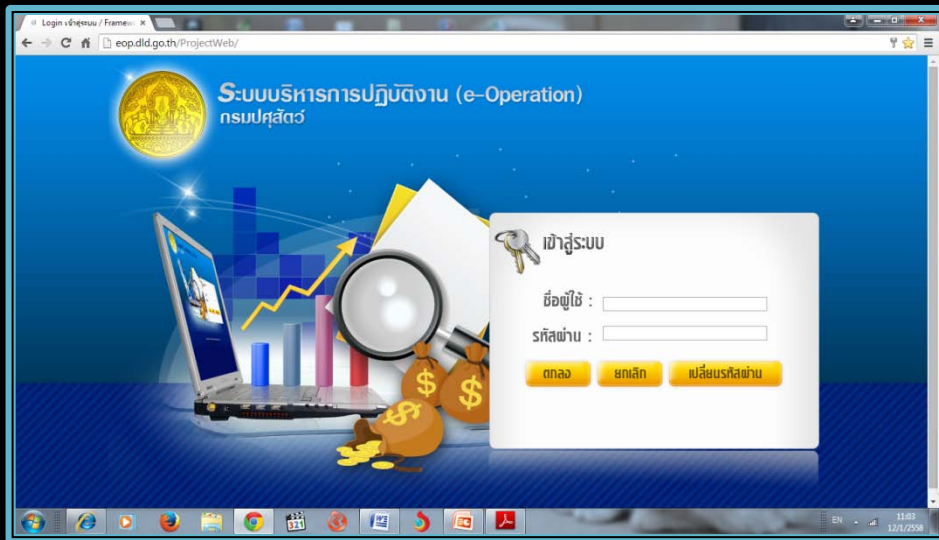 Login เข้าสู่ระบบ / Framew
eop.dld.go.th/ProjectWeb/
ระบบบริหารการปฏิบัติงาน (e-Operation)
กรมปศุสัตว์
เข้าสู่ระบบ
ชื่อผู้ใช้ :
รหัสผ่าน :
ตกลง ยกเลิก เปลี่ยนรหัสผ่าน
321
EN
11:03
12/1/2558